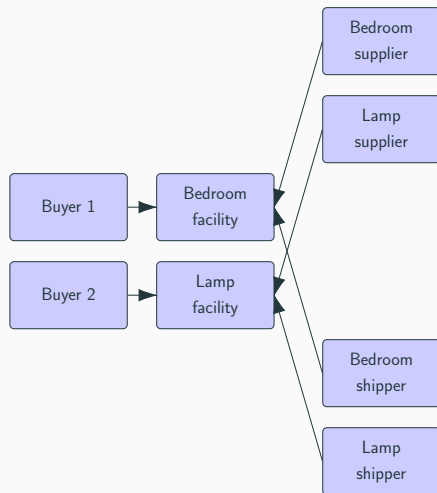 Bedroom
supplier
Lamp
supplier
Buyer 1
Bedroom
facility
Buyer 2
Lamp
facility
Bedroom
shipper
Lamp
shipper